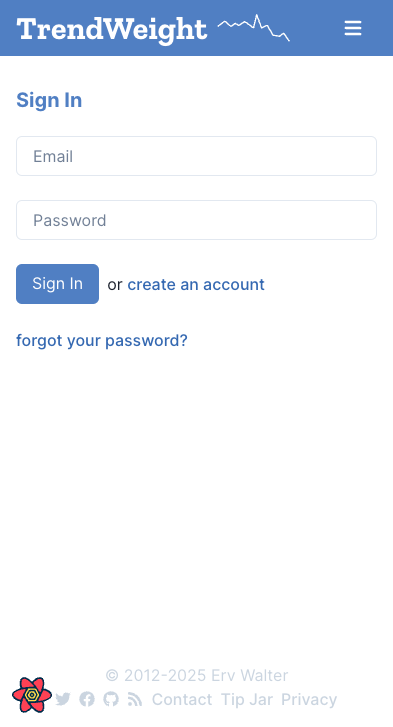 TrendWeight
Sign In
Email
Password
Sign In or create an account
forgot your password?
© 2012-2025 Erv Walter
Contact Tip Jar Privacy